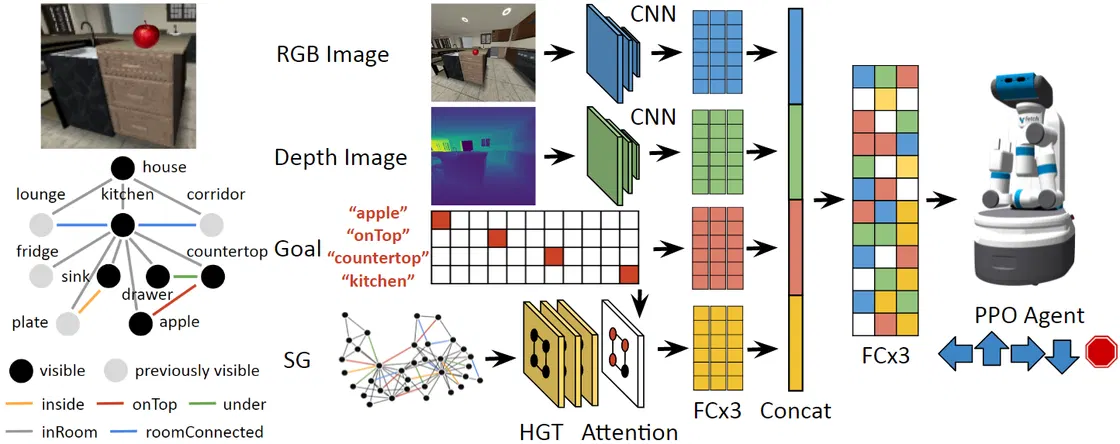 house
lounge
kitchen
corridor
fridge
countertop
sink
drawer
plate
apple
visible
previously visible
inside
onTop
under
inRoom
roomConnected
RGB Image
CNN
Depth Image
CNN
Goal
“apple”
“onTop”
“countertop”
“kitchen”
SG
HGT
Attention
FCx3
Concat
FCx3
fetch
PPO Agent